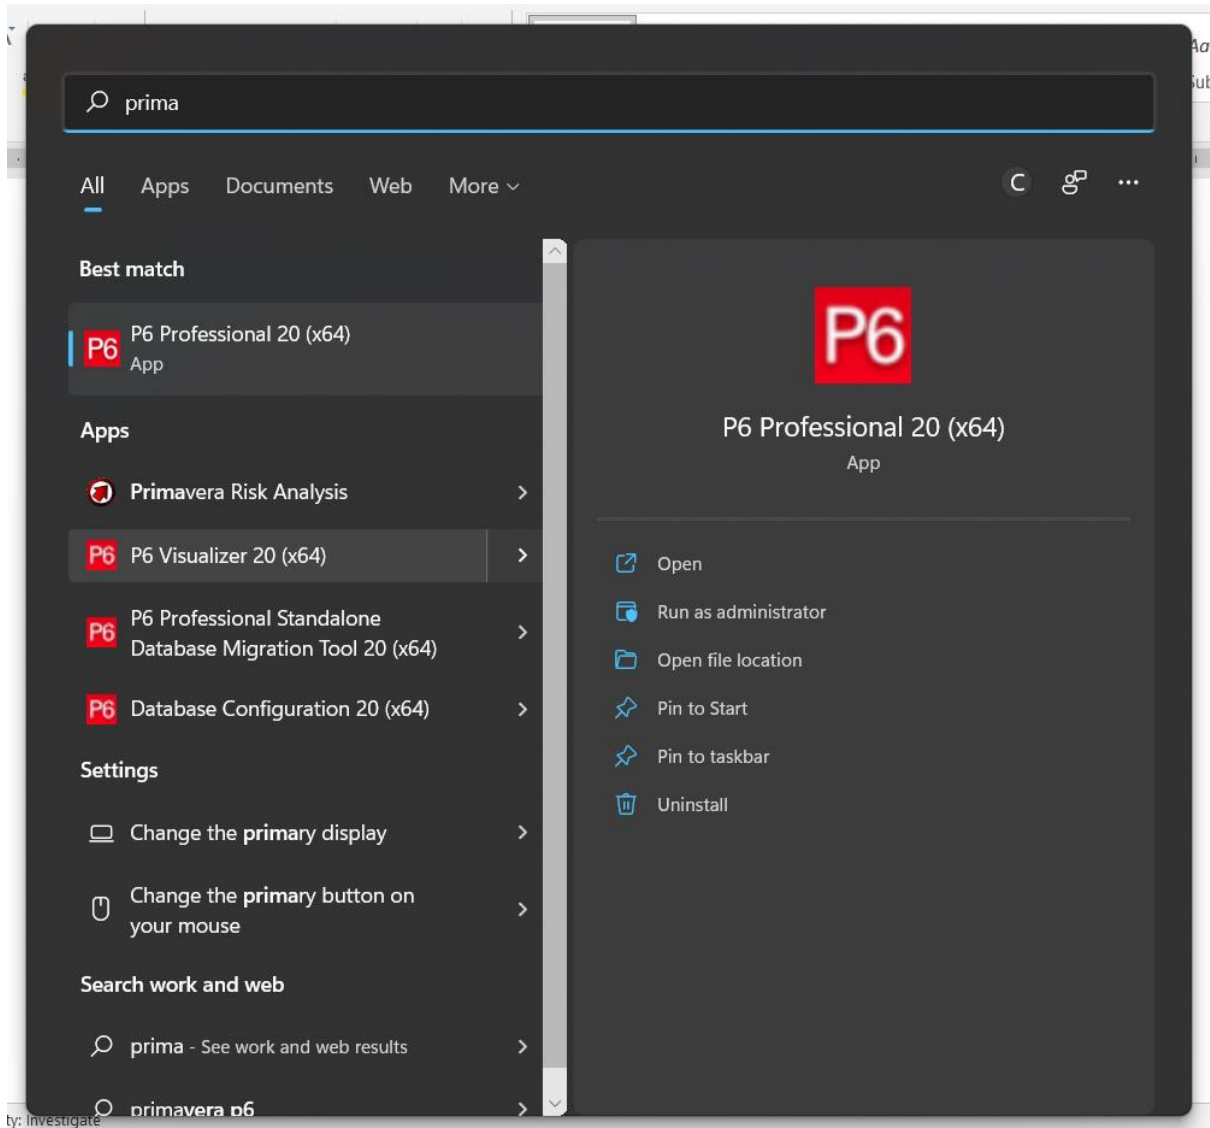 Aa
Sub
prima
All Apps Documents Web More
C
Best match
P6 P6 Professional 20 (x64)
App
Apps
Primavera Risk Analysis
P6 P6 Visualizer 20 (x64)
P6 P6 Professional Standalone
Database Migration Tool 20 (x64)
P6 Database Configuration 20 (x64)
Settings
Change the primary display
Change the primary button on
your mouse
Search work and web
prima - See work and web results
primavera p6
P6
P6 Professional 20 (x64)
App
Open
Run as administrator
Open file location
Pin to Start
Pin to taskbar
Uninstall
ty: Investigate